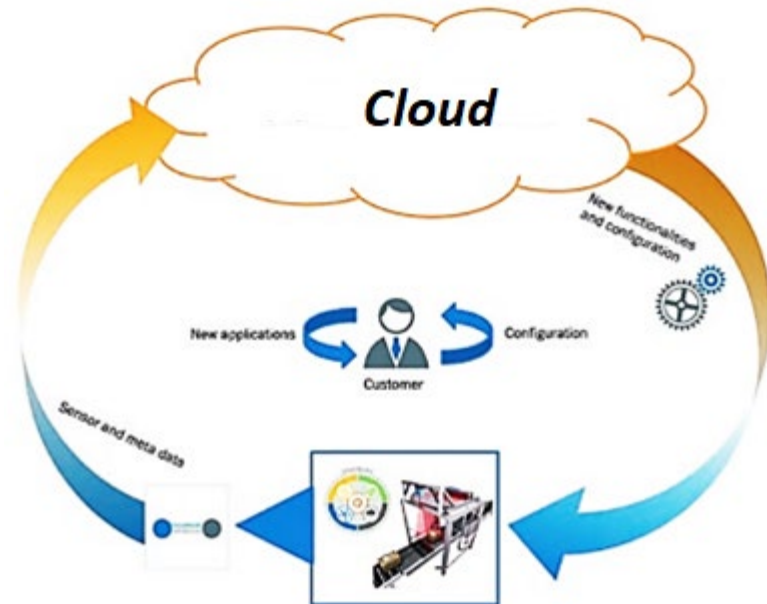 Cloud
New functionalities
and configuration
New applications
Configuration
Customer
Sensor and meta data